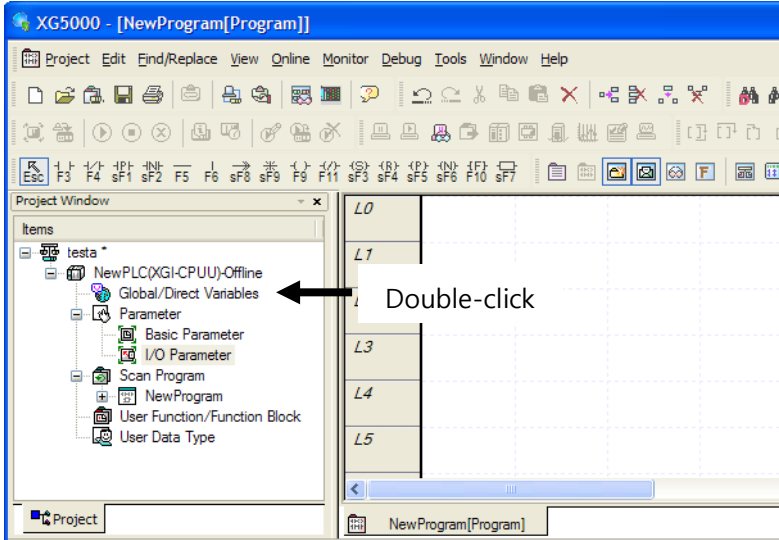 XG5000 - [NewProgram[Program]]
Project Edit Find/Replace View Online Monitor Debug Tools Window Help
Esc F3 F4 sF1 sF2 F5 F6 sF8 sF9 F9 F11 sF3 sF4 sF5 sF6 F10 sF7
Project Window
Items
testa *
NewPLC(XGI-CPUU)-Offline
Global/Direct Variables
Parameter
Basic Parameter
I/O Parameter
Scan Program
NewProgram
User Function/Function Block
User Data Type
Project
L0
L1
Double-click
L3
L4
L5
NewProgram[Program]